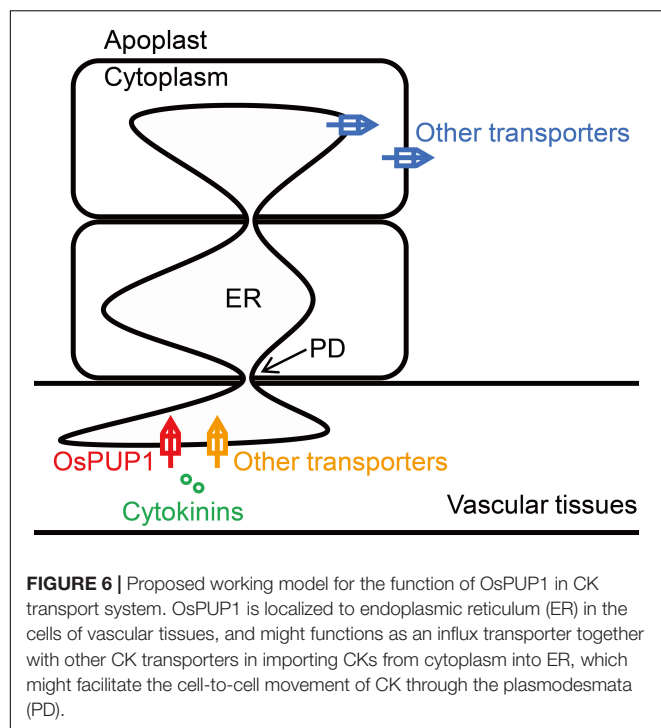 Apoplast
Cytoplasm
Other transporters
ER
PD
OsPUP1 Other transporters
Cytokinins
Vascular tissues
FIGURE 6 | Proposed working model for the function of OsPUP1 in CK
transport system. OsPUP1 is localized to endoplasmic reticulum (ER) in the
cells of vascular tissues, and might functions as an influx transporter together
with other CK transporters in importing CKs from cytoplasm into ER, which
might facilitate the cell-to-cell movement of CK through the plasmodesmata
(PD).